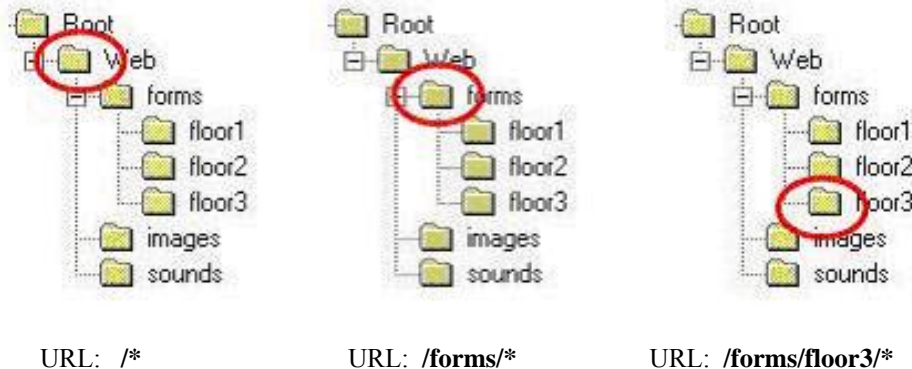 Root
Web
forms
floor1
floor2
floor3
images
sounds
URL: /*
Root
Web
forms
floor1
floor2
floor3
images
sounds
URL: /forms/*
Root
Web
forms
floor1
floor2
floor3
images
sounds
URL: /forms/floor3/*